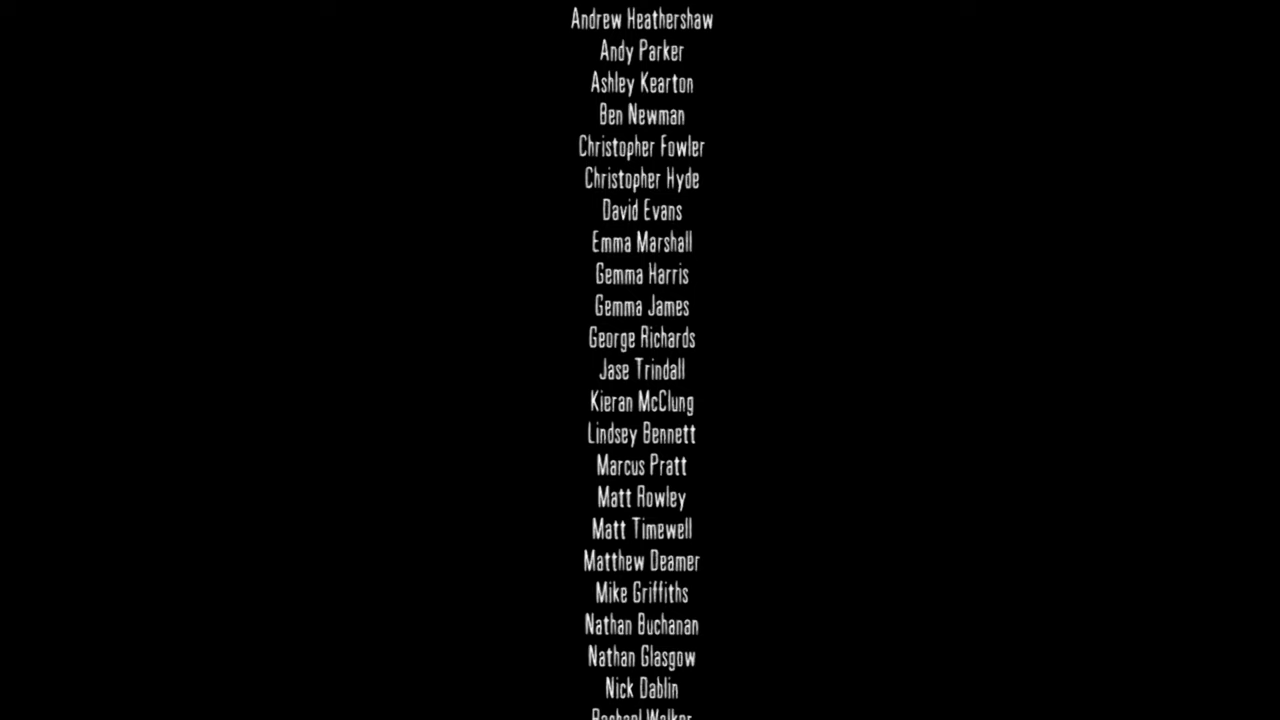 Andrew Heathershaw
Andy Parker
Ashley Kearton
Ben Newman
Christopher Fowler
Christopher Hyde
David Evans
Emma Marshall
Gemma Harris
Gemma James
George Richards
Jase Trindall
Kieran McClung
Lindsey Bennett
Marcus Pratt
Matt Rowley
Matt Timewell
Matthew Deamer
Mike Griffiths
Nathan Buchanan
Nathan Glasgow
Nick Dablin
Rachael Walker